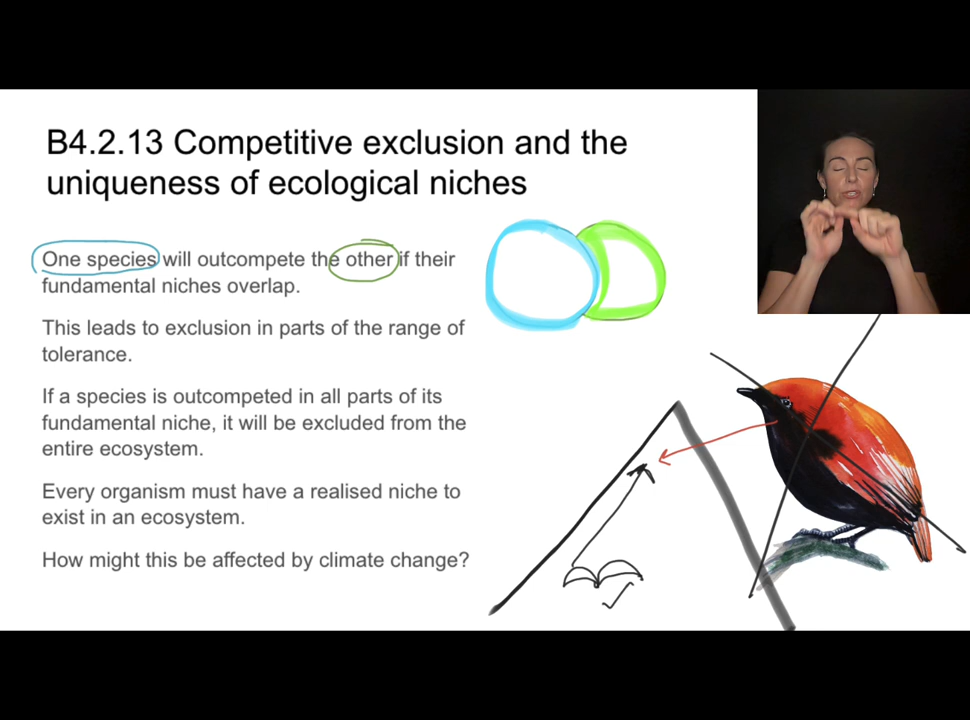 B4.2.13 Competitive exclusion and the
uniqueness of ecological niches
One species will outcompete the other if their
fundamental niches overlap.
This leads to exclusion in parts of the range of
tolerance.
If a species is outcompeted in all parts of its
fundamental niche, it will be excluded from the
entire ecosystem.
Every organism must have a realised niche to
exist in an ecosystem.
How might this be affected by climate change?